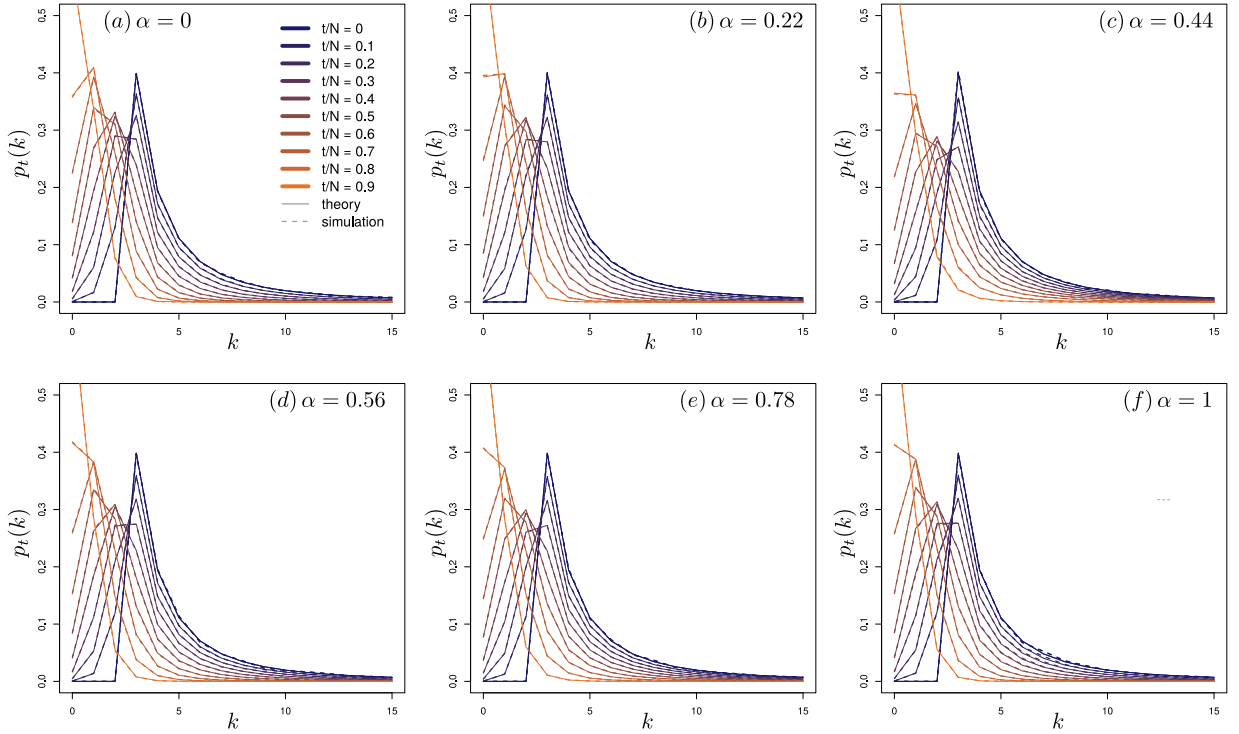 (a) α = 0
t/N = 0
t/N = 0.1
t/N = 0.2
t/N = 0.3
t/N = 0.4
t/N = 0.5
t/N = 0.6
t/N = 0.7
t/N = 0.8
t/N = 0.9
theory
simulation
p_t(k)
0.0
0.1
0.2
0.3
0.4
0.5
0
5
10
15
k
(b) α = 0.22
p_t(k)
0.0
0.1
0.2
0.3
0.4
0.5
0
5
10
15
k
(c) α = 0.44
p_t(k)
0.0
0.1
0.2
0.3
0.4
0.5
0
5
10
15
k
(d) α = 0.56
p_t(k)
0.0
0.1
0.2
0.3
0.4
0.5
0
5
10
15
k
(e) α = 0.78
p_t(k)
0.0
0.1
0.2
0.3
0.4
0.5
0
5
10
15
k
(f) α = 1
p_t(k)
0.0
0.1
0.2
0.3
0.4
0.5
0
5
10
15
k